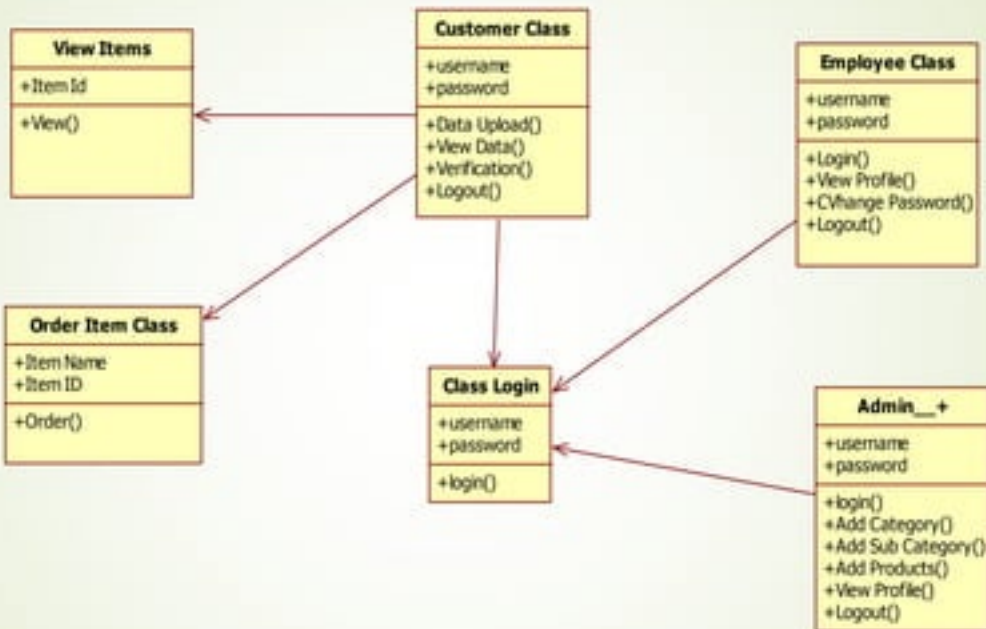 View Items
+Item Id
+View()
Customer Class
+username
+password
+Data Upload()
+View Data()
+Verification()
+Logout()
Employee Class
+username
+password
+Login()
+View Profile()
+CVhange Password()
+Logout()
Order Item Class
+Item Name
+Item ID
+Order()
Class Login
+username
+password
+login()
Admin__+
+username
+password
+login()
+Add Category()
+Add Sub Category()
+Add Products()
+View Profile()
+Logout()